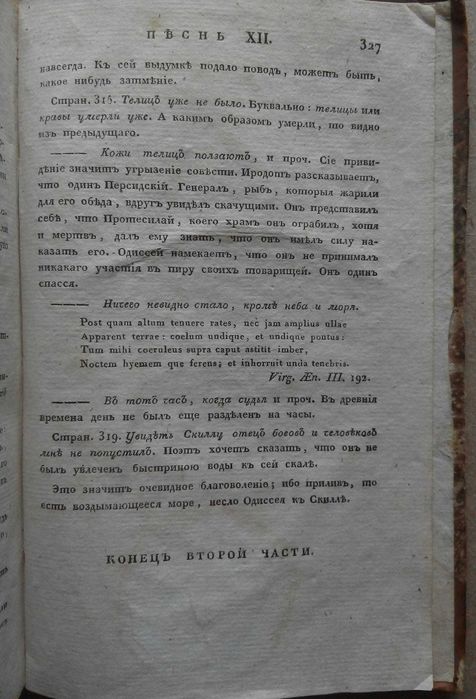 ПѢСНЬ XII. 327
навсегда. Къ сей выдумкѣ подало поводъ, можетъ быть,
какое нибудь затмѣніе.
Стран. 315. Телицъ уже не было. Буквально: телицы или
кравы умерли уже. А какимъ образомъ умерли, то видно
изъ предыдущаго.
——— Кожи телицъ ползаютъ, и проч. Сіе приви-
дѣніе значитъ угрызеніе совѣсти. Иродотъ разсказываетъ,
что одинъ Персидскій Генералъ, рыбъ, которыя жарили
для его обѣда, вдругъ увидѣлъ скачущими. Онъ представилъ
себѣ, что Протесилай, коего храмъ онъ ограбилъ, хотя
и мертвъ, далъ ему знать, что онъ имѣлъ силу на-
казать его. Одиссей намекаетъ, что онъ не принималъ
никакаго участія въ пиру своихъ товарищей. Онъ одинъ
спасся.
——— Ничего невидно стало, кромѣ неба и моря.
Post quam altum tenuere rates, nec jam amplius ullae
Apparent terrae: coelum undique, et undique pontus:
Tum mihi coeruleus supra caput astitit imber,
Noctem hyemem que ferens; et inhorruit unda tenebris.
Virg. Æn. III. 192.
——— Въ тотъ часъ, когда судья и проч. Въ древнія
времена день не былъ еще раздѣленъ на часы.
Стран. 319. Увидѣть Скиллу отецъ боговъ и человѣковъ
мнѣ не попустилъ. Поэтъ хочетъ сказать, что онъ не
былъ увлеченъ быстриною воды къ сей скалѣ.
Это значитъ очевидное благоволеніе; ибо приливъ, то
есть воздымающееся море, несло Одиссея къ Скиллѣ.
КОНЕЦЪ ВТОРОЙ ЧАСТИ.